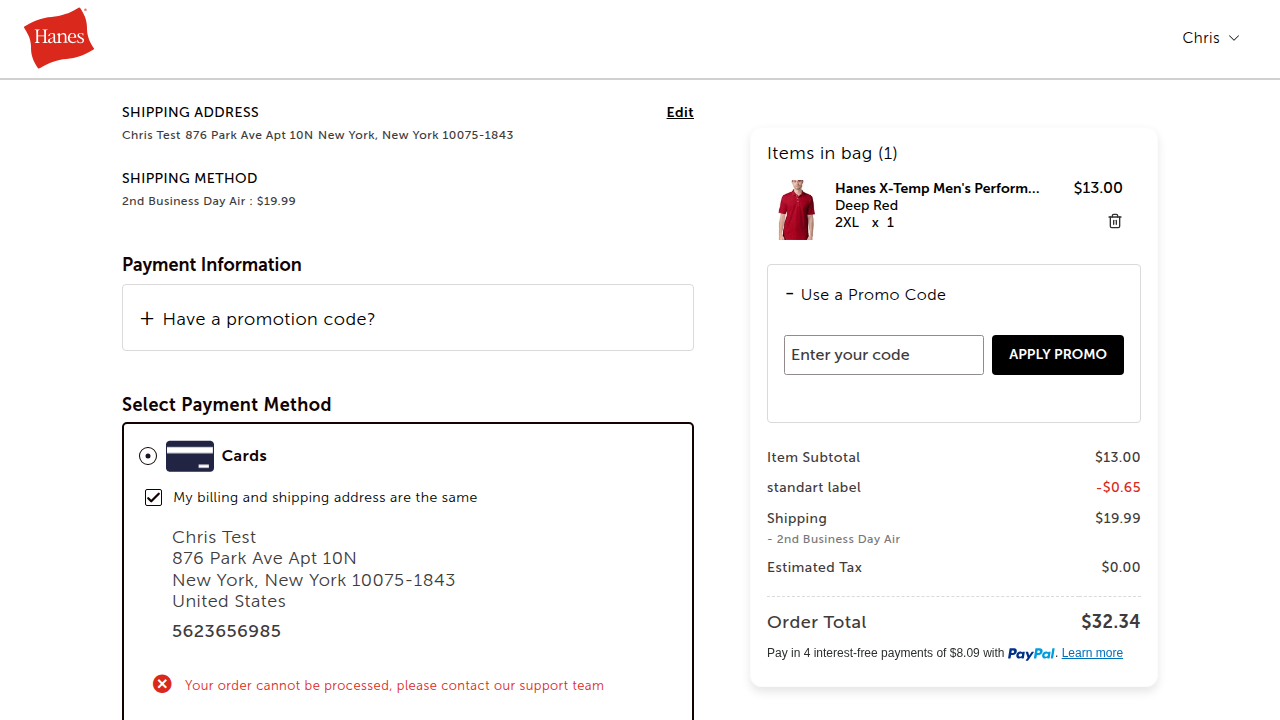 Hanes
Chris
SHIPPING ADDRESS
Edit
Chris Test 876 Park Ave Apt 10N New York, New York 10075-1843
SHIPPING METHOD
2nd Business Day Air : $19.99
Payment Information
+ Have a promotion code?
Select Payment Method
Cards
My billing and shipping address are the same
Chris Test
876 Park Ave Apt 10N
New York, New York 10075-1843
United States
5623656985
Your order cannot be processed, please contact our support team
Items in bag (1)
Hanes X-Temp Men's Perform... $13.00
Deep Red
2XL x 1
- Use a Promo Code
Enter your code
APPLY PROMO
Item Subtotal $13.00
standart label -$0.65
Shipping $19.99
- 2nd Business Day Air
Estimated Tax $0.00
Order Total $32.34
Pay in 4 interest-free payments of $8.09 with PayPal. Learn more